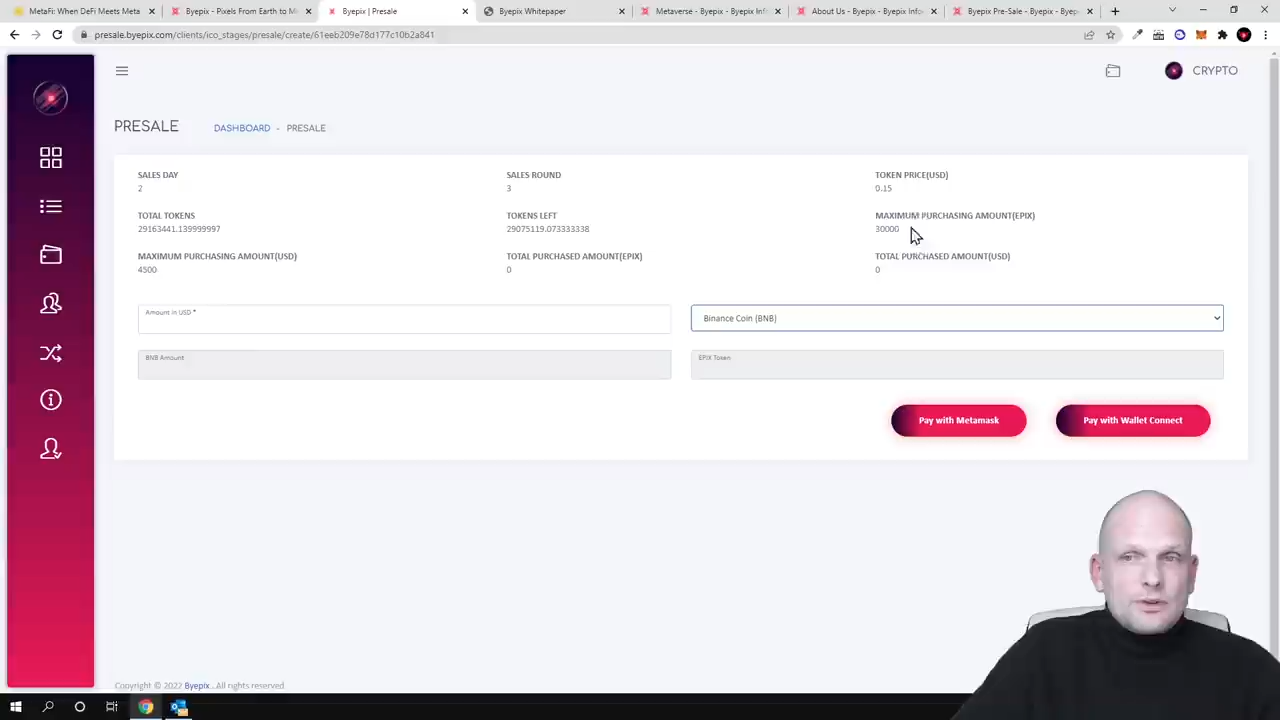 MetaFi: When DeFi Meets Meta
Byepix - Pixels From Earth to M
Byepix | Presale
Byepix Whitepaper
Metaverse - Byepix - Byepix Info
About Us - Byepix - Byepix Info
Byepix Pre-Sale - Byepix - Byepix
presale.byepix.com/clients/ico_stages/presale/create/61eeb209e78d177c10b2a841
CRYPTO
PRESALE
DASHBOARD - PRESALE
SALES DAY
2
SALES ROUND
3
TOKEN PRICE(USD)
0.15
TOTAL TOKENS
29163441.139999997
TOKENS LEFT
29075119.073333338
MAXIMUM PURCHASING AMOUNT(EPIX)
30000
MAXIMUM PURCHASING AMOUNT(USD)
4500
TOTAL PURCHASED AMOUNT(EPIX)
0
TOTAL PURCHASED AMOUNT(USD)
0
Amount in USD *
Binance Coin (BNB)
BNB Amount
EPIX Token
Pay with Metamask
Pay with Wallet Connect
Copyright © 2022 Byepix . All rights reserved.